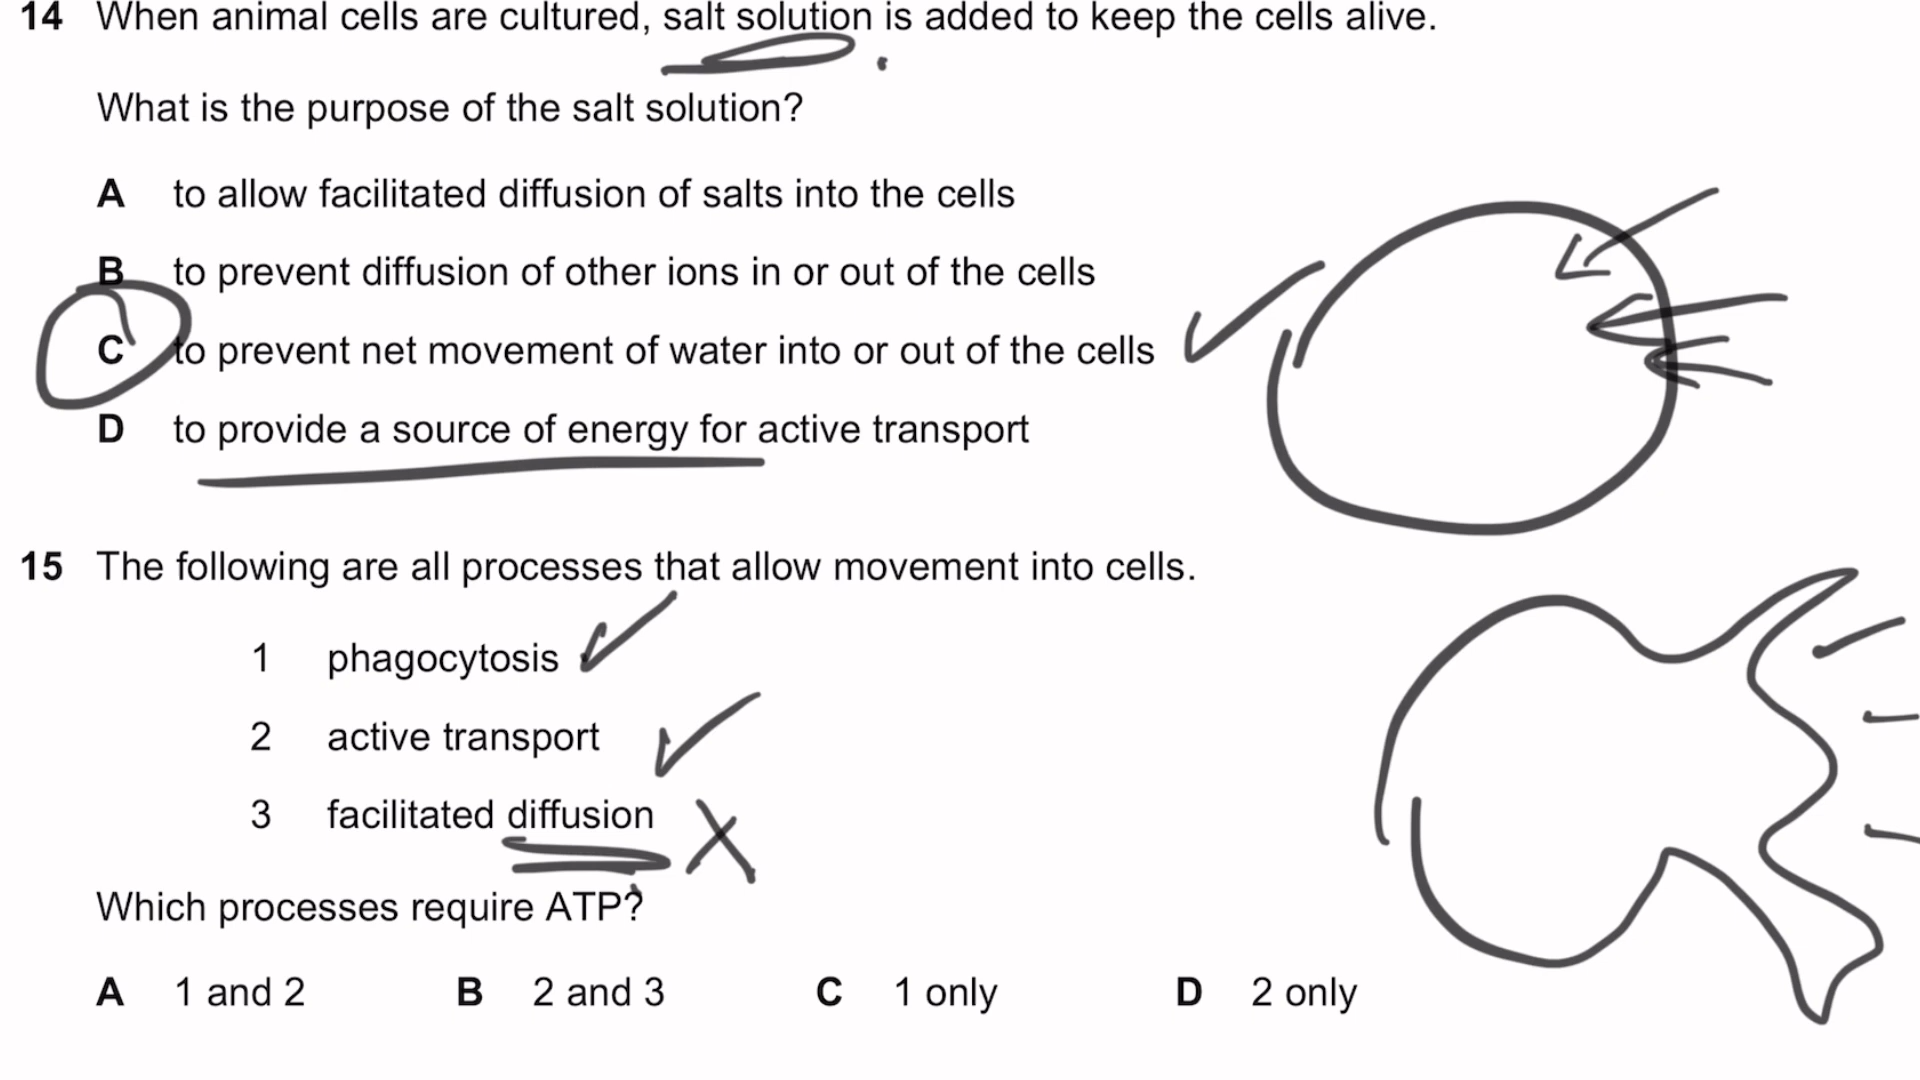 14 When animal cells are cultured, salt solution is added to keep the cells alive.
What is the purpose of the salt solution?
A to allow facilitated diffusion of salts into the cells
B to prevent diffusion of other ions in or out of the cells
C to prevent net movement of water into or out of the cells
D to provide a source of energy for active transport
15 The following are all processes that allow movement into cells.
1 phagocytosis
2 active transport
3 facilitated diffusion
Which processes require ATP?
A 1 and 2 B 2 and 3 C 1 only D 2 only